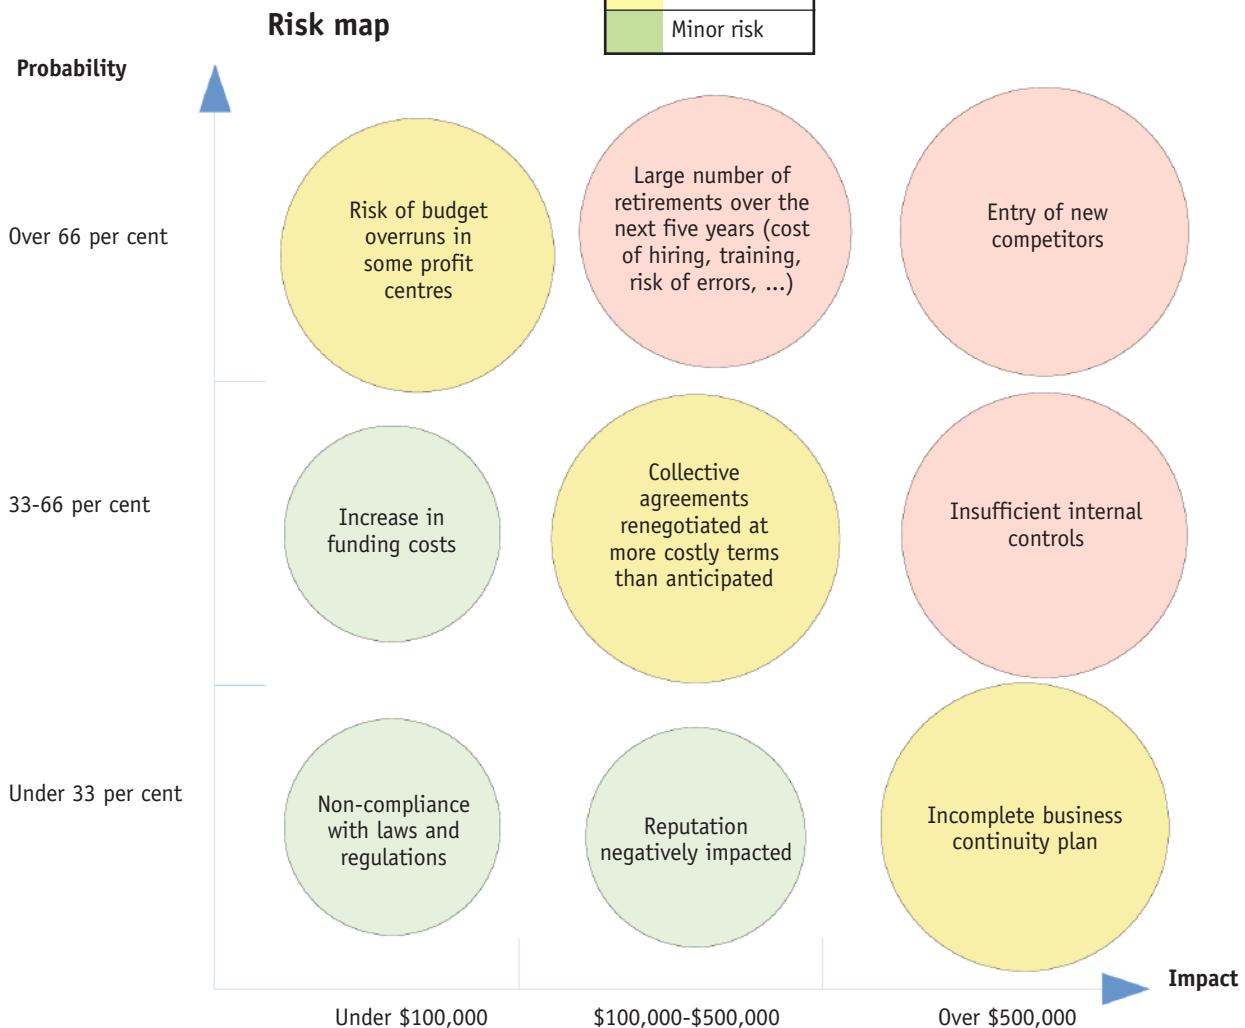 Risk map
Minor risk
Probability
Over 66 per cent
Risk of budget
overruns in
some profit
centres
Large number of
retirements over the
next five years (cost
of hiring, training,
risk of errors, ...)
Entry of new
competitors
33-66 per cent
Increase in
funding costs
Collective
agreements
renegotiated at
more costly terms
than anticipated
Insufficient internal
controls
Under 33 per cent
Non-compliance
with laws and
regulations
Reputation
negatively impacted
Incomplete business
continuity plan
Impact
Under $100,000
$100,000-$500,000
Over $500,000